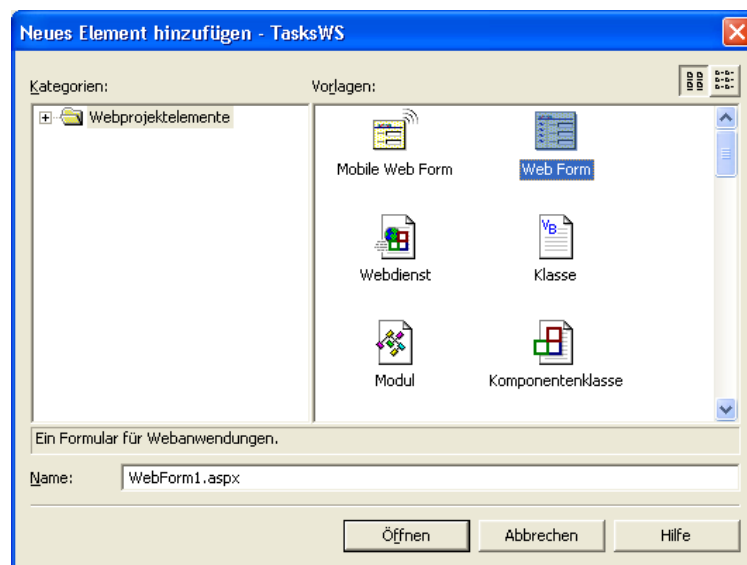 Neues Element hinzufügen - TasksWS
Kategorien: Vorlagen:
Webprojektelemente
Mobile Web Form Web Form
VB
Webdienst Klasse
Modul Komponentenklasse
Ein Formular für Webanwendungen.
Name: WebForm1.aspx
Öffnen Abbrechen Hilfe